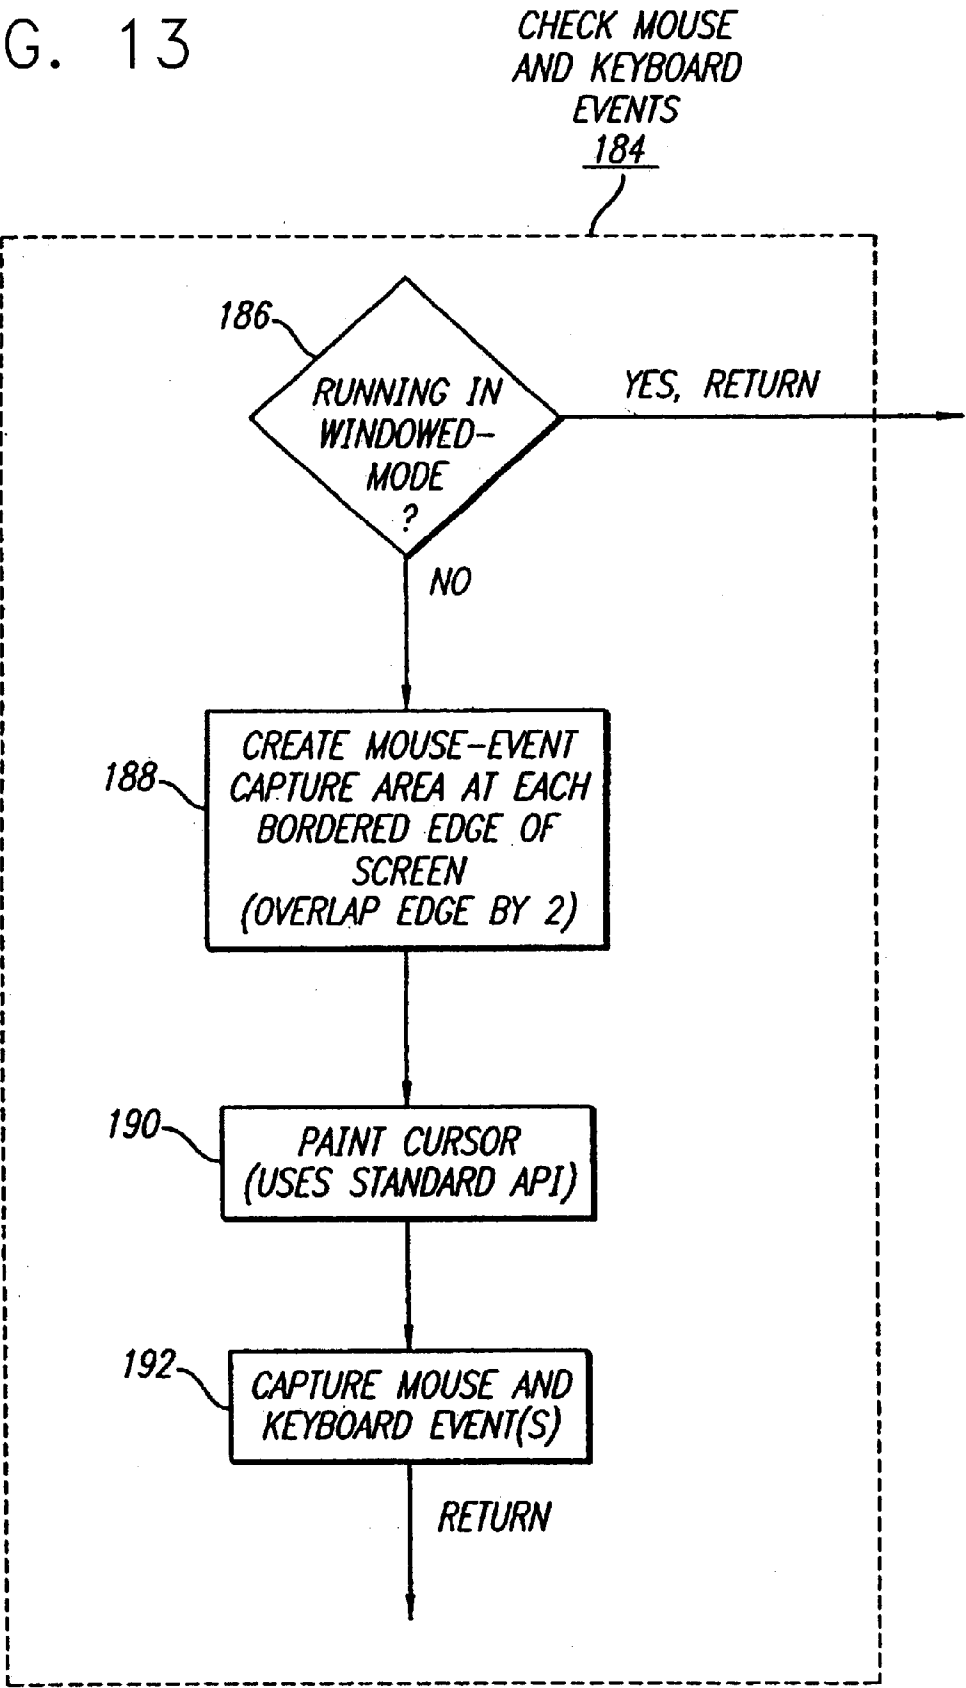 G. 13
CHECK MOUSE
AND KEYBOARD
EVENTS
184
186
RUNNING IN
WINDOWED-
MODE
?
YES, RETURN
NO
188
CREATE MOUSE-EVENT
CAPTURE AREA AT EACH
BORDERED EDGE OF
SCREEN
(OVERLAP EDGE BY 2)
190
PAINT CURSOR
(USES STANDARD API)
192
CAPTURE MOUSE AND
KEYBOARD EVENT(S)
RETURN